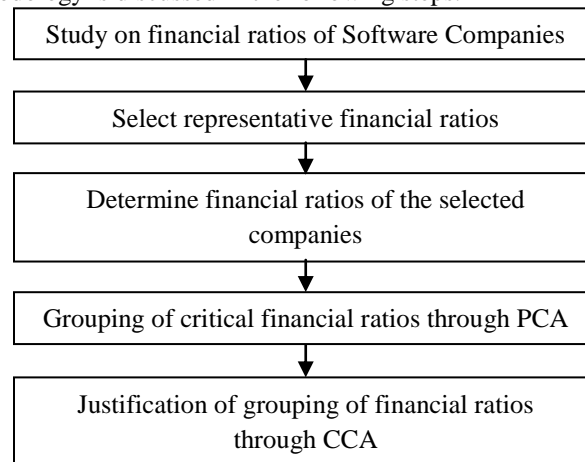 Study on financial ratios of Software Companies
Select representative financial ratios
Determine financial ratios of the selected
companies
Grouping of critical financial ratios through PCA
Justification of grouping of financial ratios
through CCA